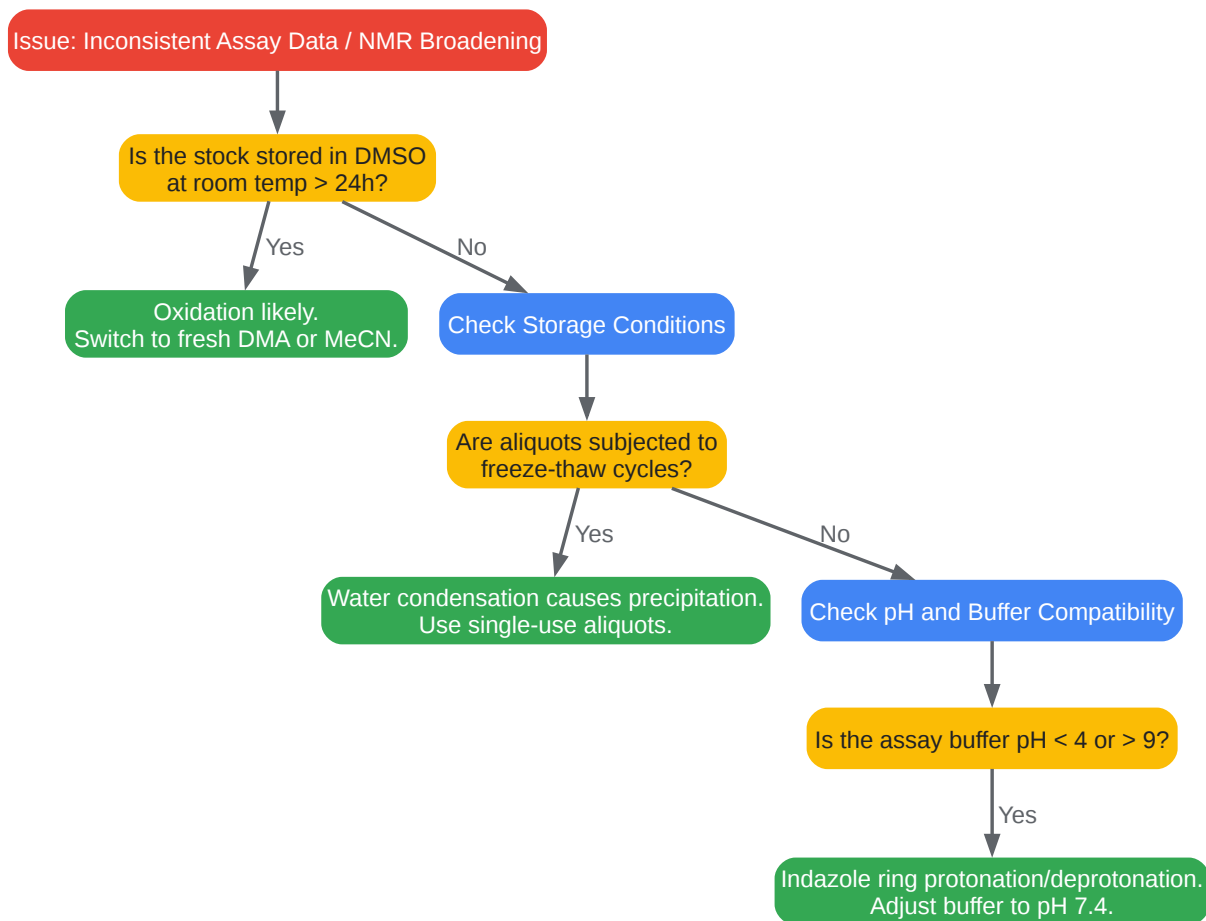 Issue: Inconsistent Assay Data / NMR Broadening
Is the stock stored in DMSO
at room temp > 24h?
Yes
No
Oxidation likely.
Switch to fresh DMA or MeCN.
Check Storage Conditions
Are aliquots subjected to
freeze-thaw cycles?
Yes
No
Water condensation causes precipitation.
Use single-use aliquots.
Check pH and Buffer Compatibility
Is the assay buffer pH < 4 or > 9?
Yes
Indazole ring protonation/deprotonation.
Adjust buffer to pH 7.4.